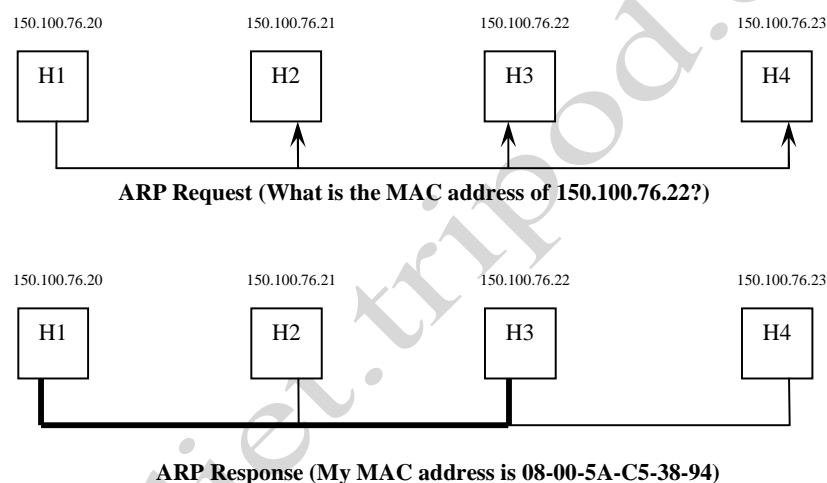 150.100.76.20 150.100.76.21 150.100.76.22 150.100.76.23
H1 H2 H3 H4
ARP Request (What is the MAC address of 150.100.76.22?)
150.100.76.20 150.100.76.21 150.100.76.22 150.100.76.23
H1 H2 H3 H4
ARP Response (My MAC address is 08-00-5A-C5-38-94)
iet.tripod.